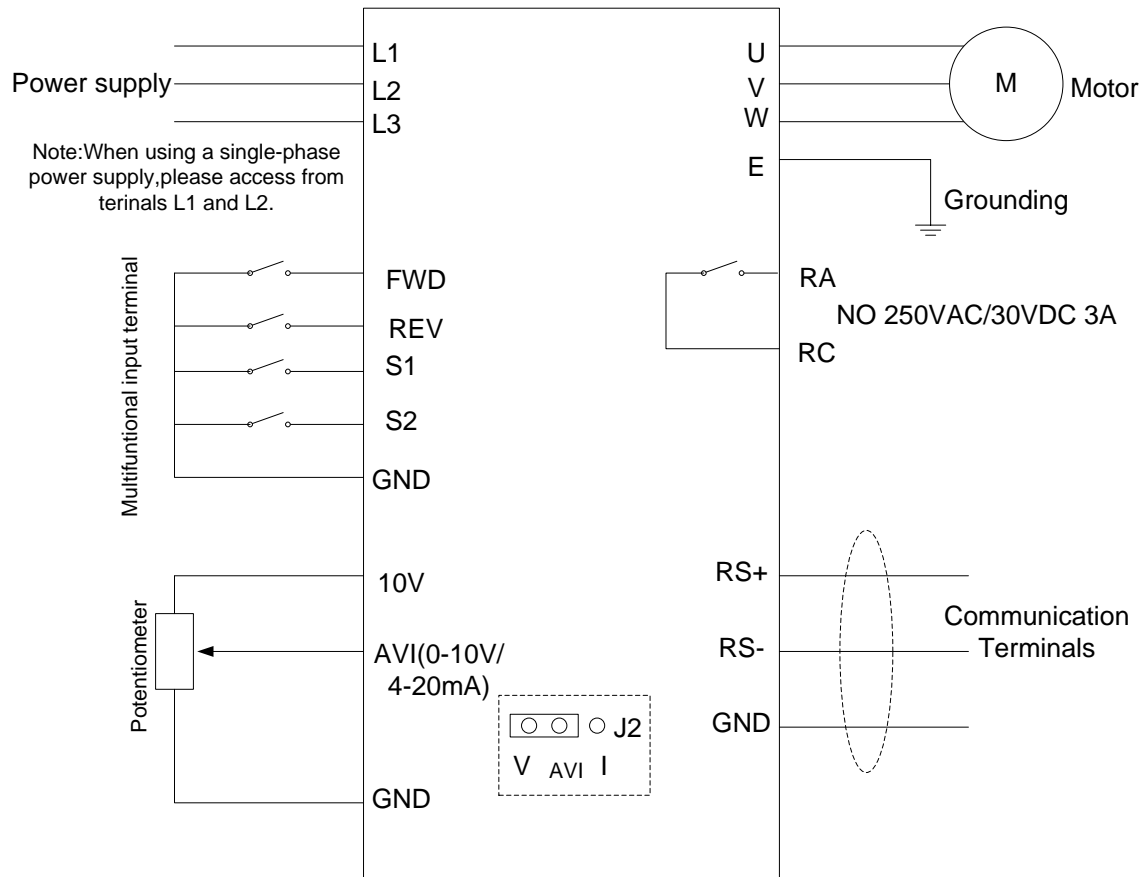 Power supply
L1
L2
L3
Note:When using a single-phase
power supply,please access from
terinals L1 and L2.
Multifuntional input terminal
FWD
REV
S1
S2
GND
Potentiometer
10V
AVI(0-10V/
4-20mA)
GND
J2
V AVI I
U
V
W
E
M
Motor
Grounding
RA
NO 250VAC/30VDC 3A
RC
RS+
RS-
GND
Communication
Terminals